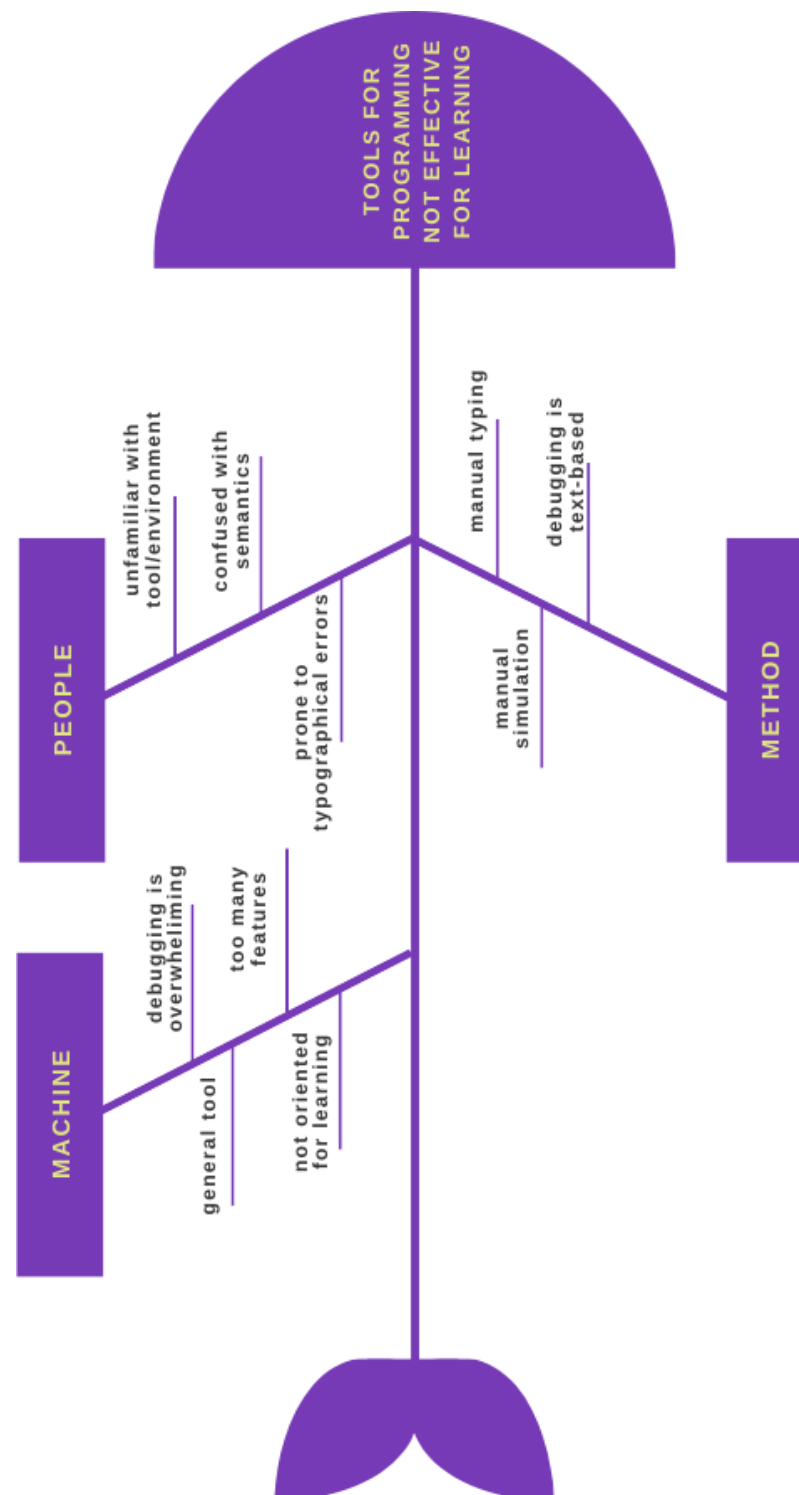 TOOLS FOR
PROGRAMMING
NOT EFFECTIVE
FOR LEARNING
MACHINE
debugging is
overwheliming
general tool
too many
features
not oriented
for learning
PEOPLE
unfamiliar with
tool/environment
confused with
semantics
prone to
typographical errors
manual typing
manual
simulation
debugging is
text-based
METHOD